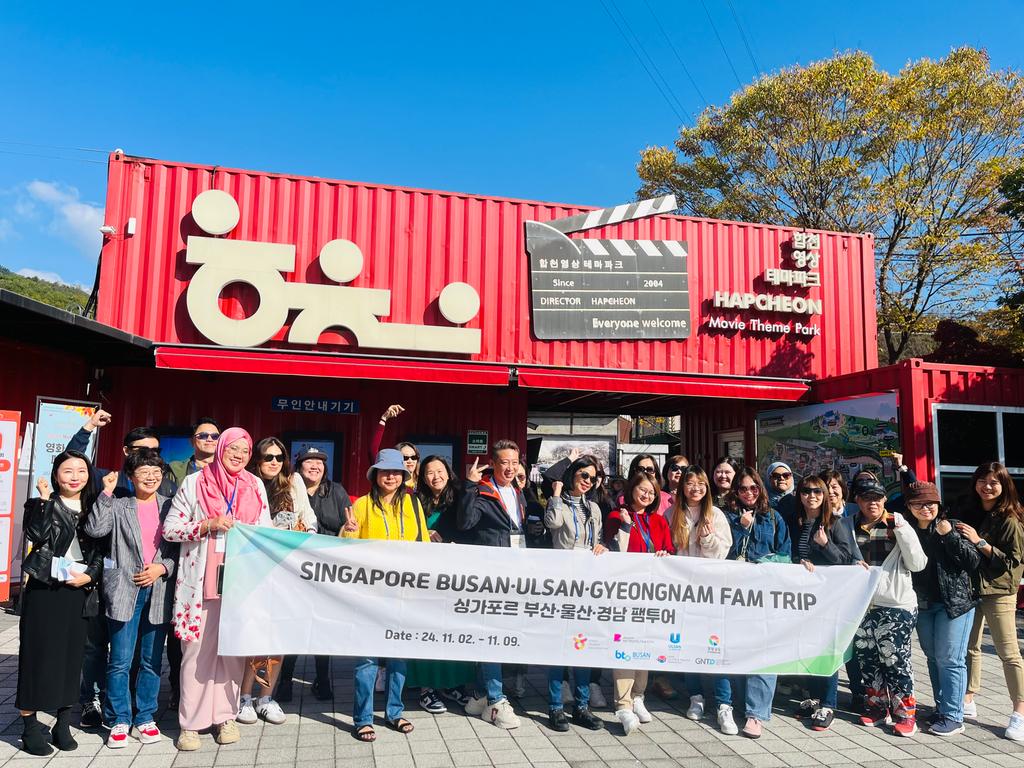 합천영상테마파크
Since 2004
DIRECTOR HAPCHEON
Everyone welcome
합천
영상
테마파크
HAPCHEON
Movie Theme Park
무인안내기
영화
SINGAPORE BUSAN·ULSAN·GYEONGNAM FAM TRIP
싱가포르 부산·울산·경남 팸투어
Date : 24. 11. 02. – 11. 09.
ULSAN
BUSAN
GNTO